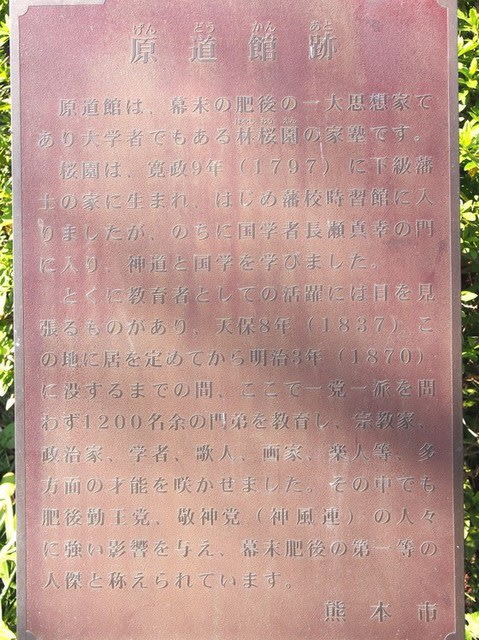 げん どう かん あと
原道館跡
原道館は、幕末の肥後の一大思想家で
あり大学者でもある林桜園の家塾です。
桜園は、寛政9年（1797）に下級藩
士の家に生まれ、はじめ藩校時習館に入
りましたが、のちに国学者長瀬真幸の門
に入り、神道と国学を学びました。
とくに教育者としての活躍には目を見
張るものがあり、天保8年（1837）こ
の地に居を定めてから明治3年（1870）
に没するまでの間、ここで一党一派を問
わず1200名余の門弟を教育し、宗教家、
政治家、学者、歌人、画家、楽人等、多
方面の才能を咲かせました。その中でも
肥後勤王党、敬神党（神風連）の人々
に強い影響を与え、幕末肥後の第一等の
人傑と称えられています。
熊本市